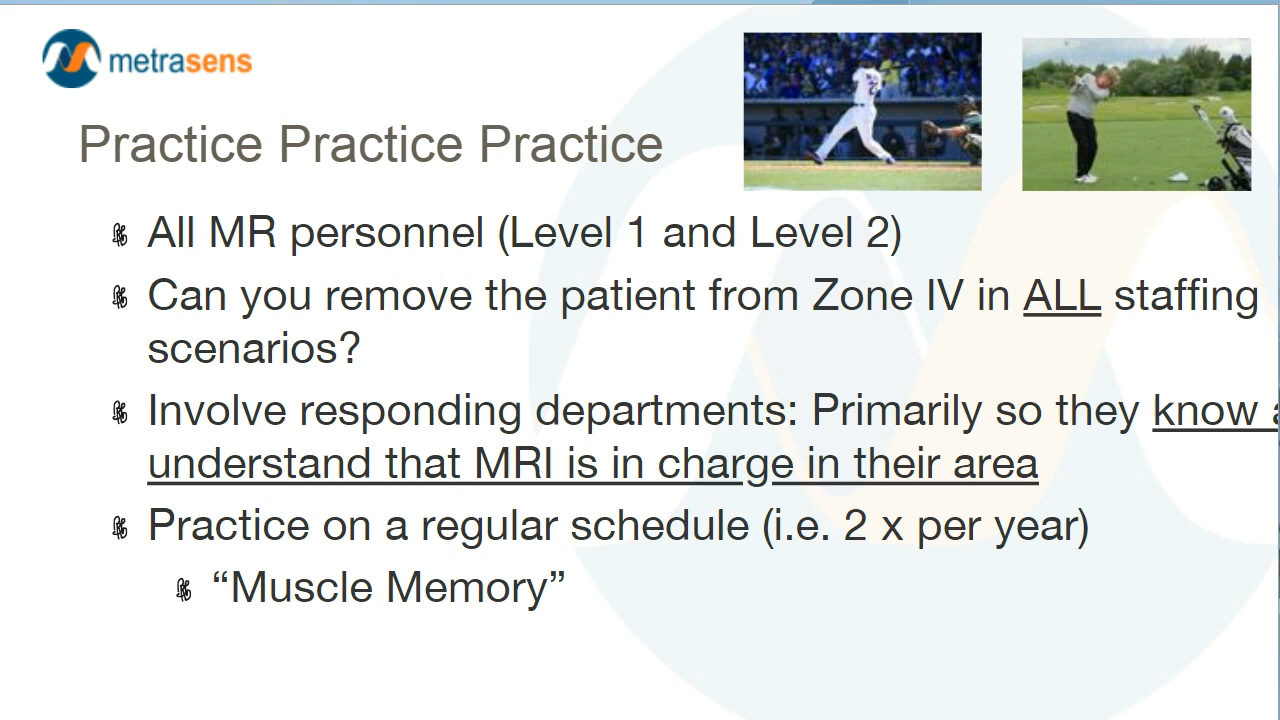 metrasens
Practice Practice Practice
All MR personnel (Level 1 and Level 2)
Can you remove the patient from Zone IV in ALL staffing
scenarios?
Involve responding departments: Primarily so they know
understand that MRI is in charge in their area
Practice on a regular schedule (i.e. 2 x per year)
“Muscle Memory”